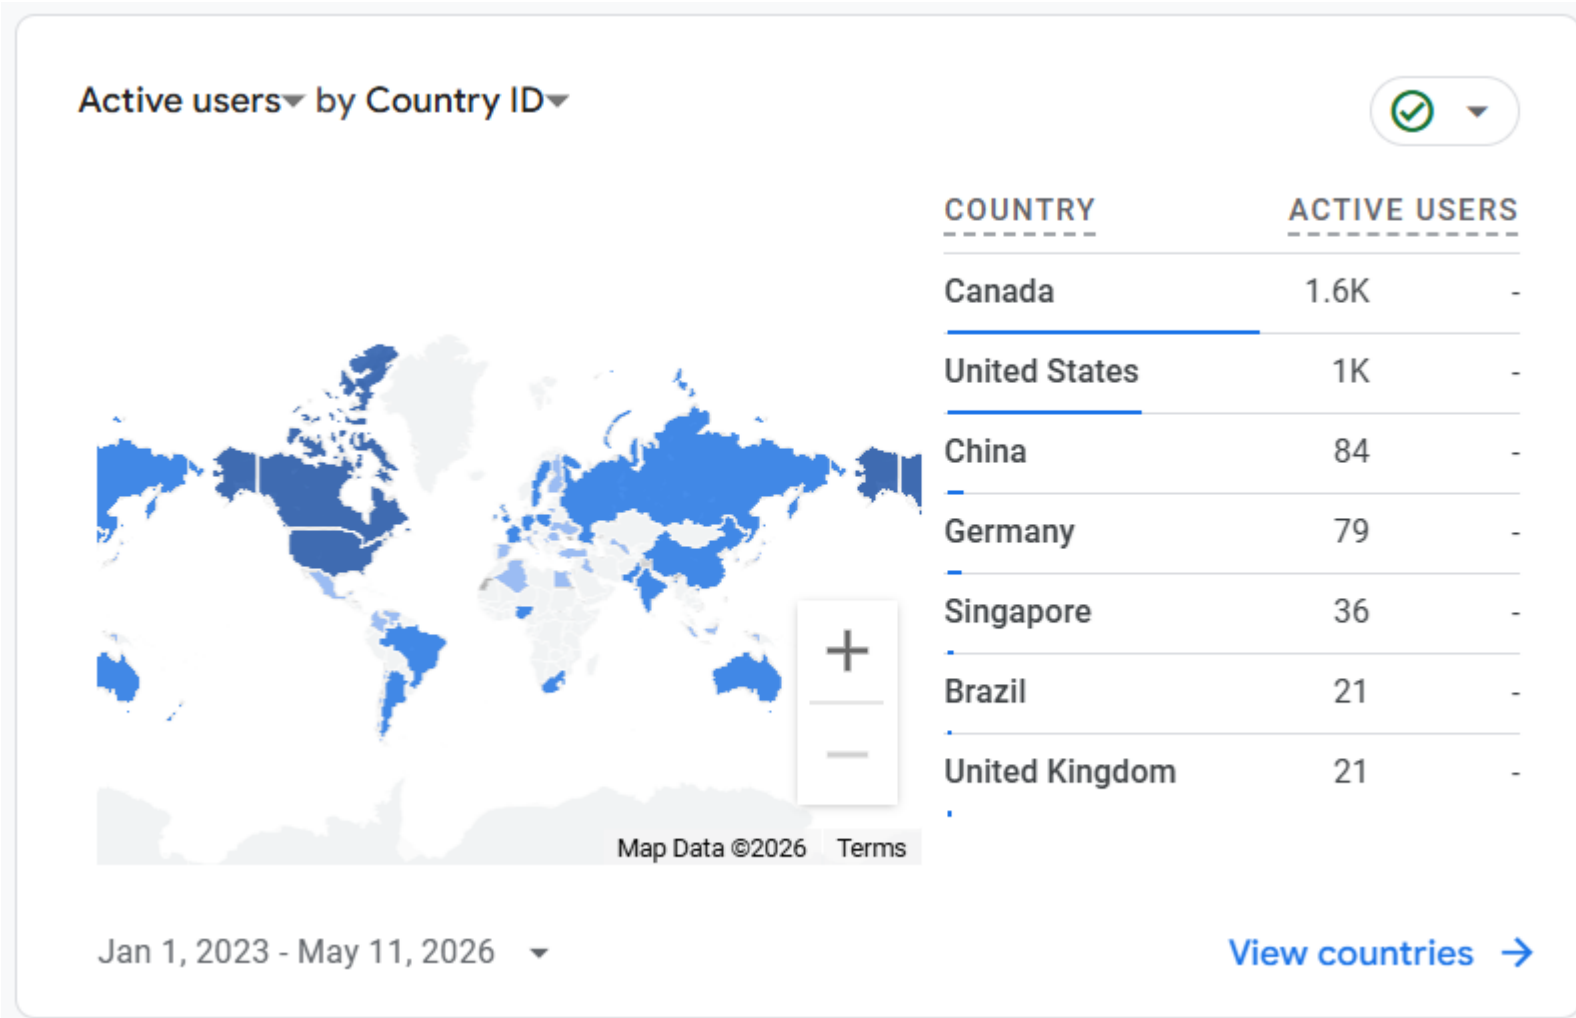 Active users by Country ID
COUNTRY ACTIVE USERS
Canada 1.6K -
United States 1K -
China 84 -
Germany 79 -
Singapore 36 -
Brazil 21 -
United Kingdom 21 -
+
−
Map Data ©2026 Terms
Jan 1, 2023 - May 11, 2026
View countries →